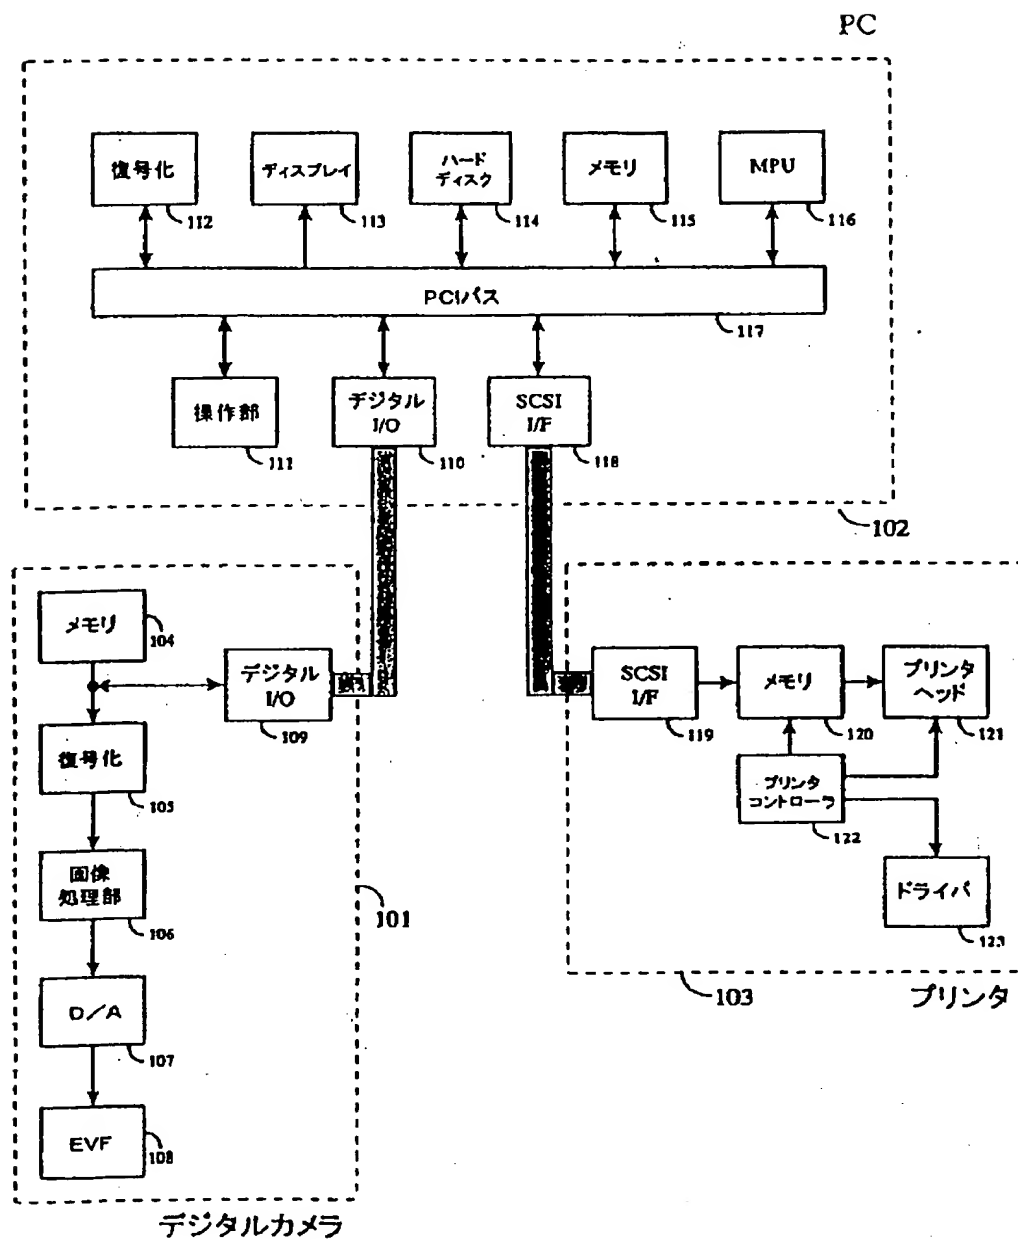 PC
復号化
112
ディスプレイ
113
ハード
ディスク
114
メモリ
115
MPU
116
PCIバス
117
操作部
111
デジタル
I/O
110
SCSI
I/F
118
102
メモリ
104
デジタル
I/O
109
復号化
105
画像
処理部
106
D/A
107
EVF
108
101
デジタルカメラ
SCSI
I/F
119
メモリ
120
プリンタ
ヘッド
121
プリンタ
コントローラ
122
ドライバ
123
103
プリンタ